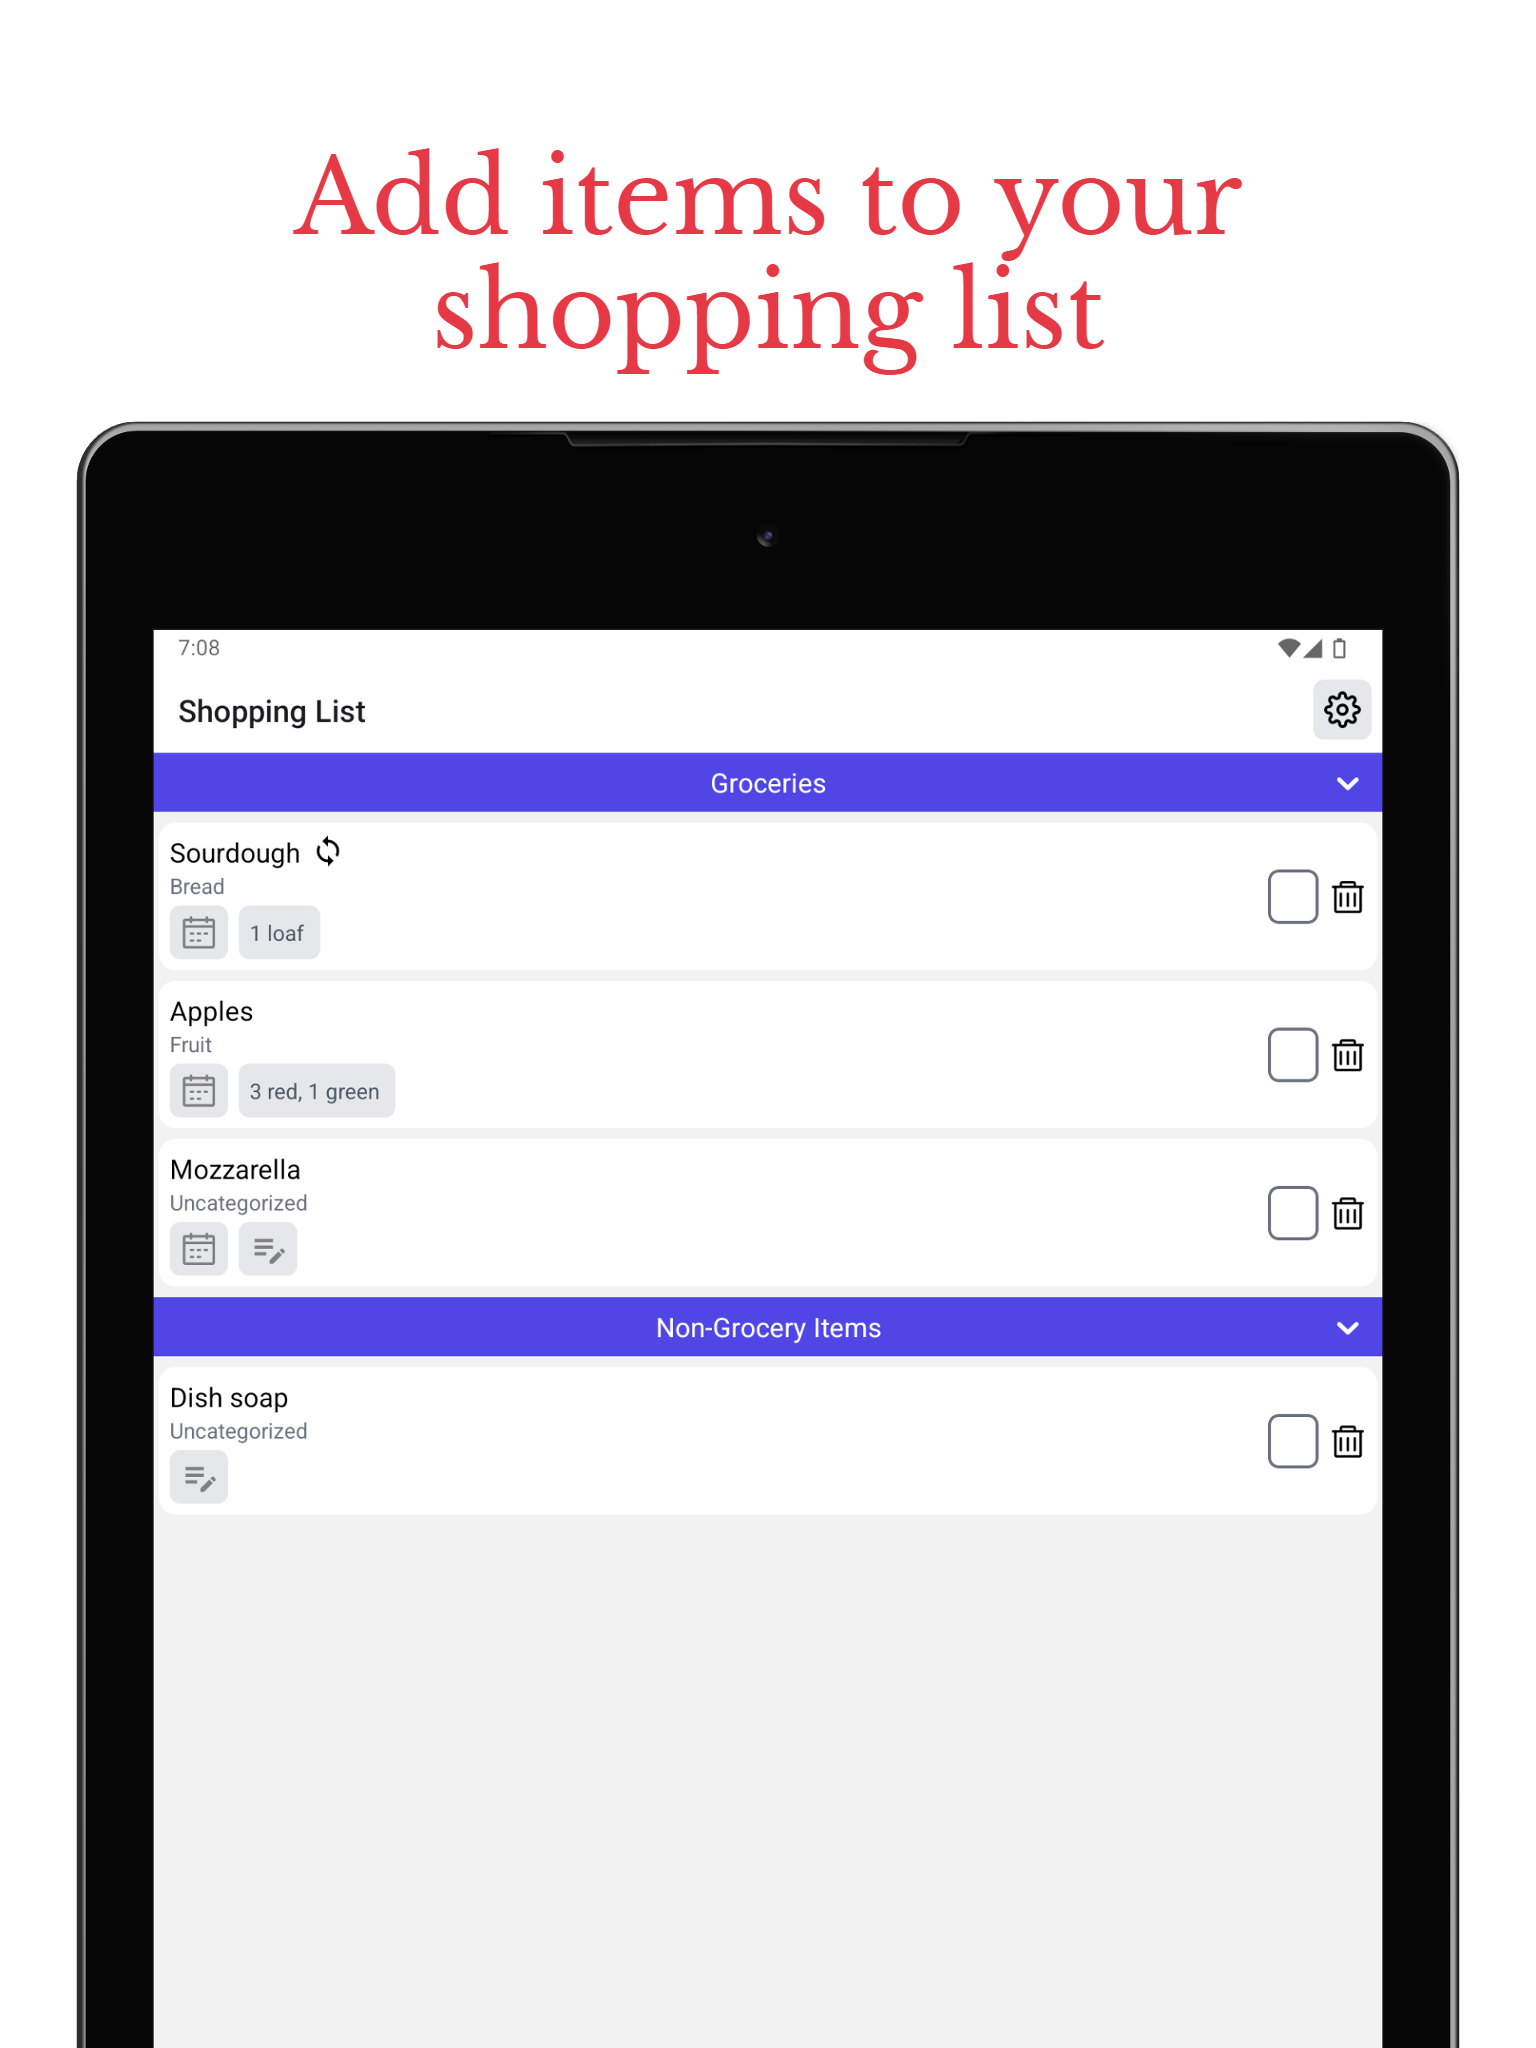 Add items to your
shopping list
7:08
Shopping List
Groceries
Sourdough
Bread
1 loaf
Apples
Fruit
3 red, 1 green
Mozzarella
Uncategorized
Non-Grocery Items
Dish soap
Uncategorized